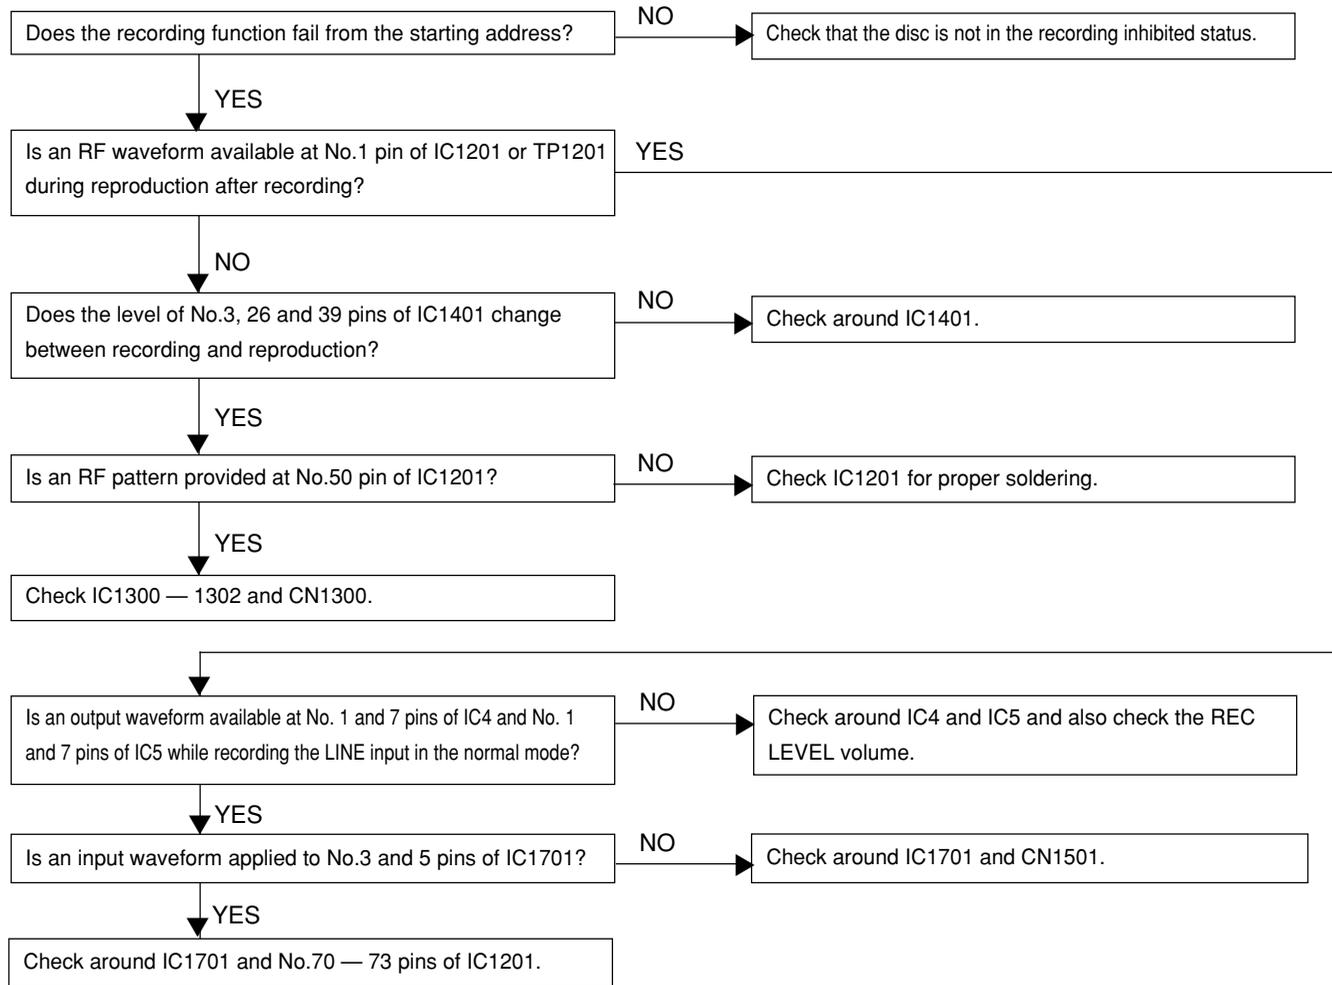 Does the recording function fail from the starting address?
NO
Check that the disc is not in the recording inhibited status.
YES
Is an RF waveform available at No.1 pin of IC1201 or TP1201
during reproduction after recording?
YES
NO
Does the level of No.3, 26 and 39 pins of IC1401 change
between recording and reproduction?
NO
Check around IC1401.
YES
Is an RF pattern provided at No.50 pin of IC1201?
NO
Check IC1201 for proper soldering.
YES
Check IC1300 — 1302 and CN1300.
Is an output waveform available at No. 1 and 7 pins of IC4 and No. 1
and 7 pins of IC5 while recording the LINE input in the normal mode?
NO
Check around IC4 and IC5 and also check the REC
LEVEL volume.
YES
Is an input waveform applied to No.3 and 5 pins of IC1701?
NO
Check around IC1701 and CN1501.
YES
Check around IC1701 and No.70 — 73 pins of IC1201.